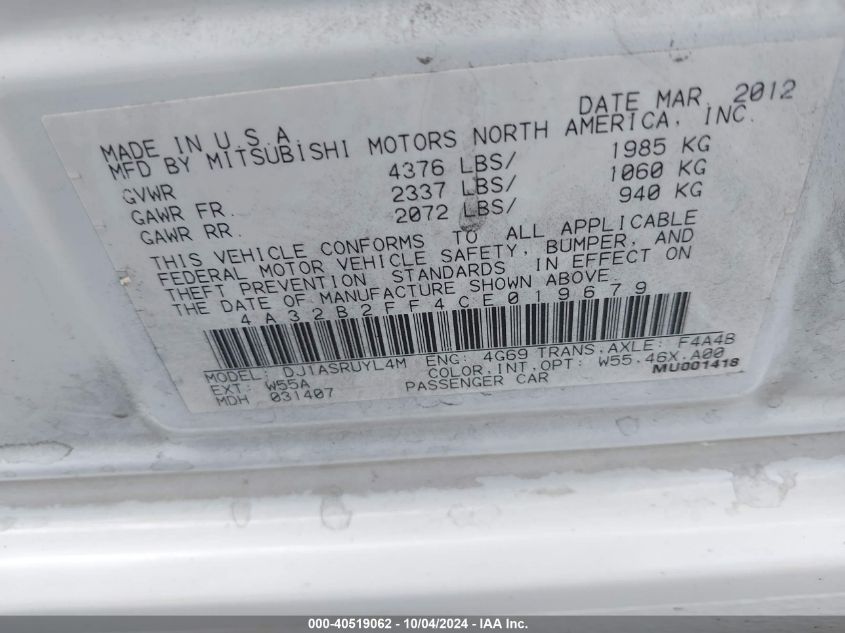 DATE MAR, 2012
MADE IN U.S.A.
MFD BY MITSUBISHI MOTORS NORTH AMERICA, INC.
GVWR 4376 LBS/ 1985 KG
GAWR FR. 2337 LBS/ 1060 KG
GAWR RR. 2072 LBS/ 940 KG
THIS VEHICLE CONFORMS TO ALL APPLICABLE
FEDERAL MOTOR VEHICLE SAFETY, BUMPER, AND
THEFT PREVENTION STANDARDS IN EFFECT ON
THE DATE OF MANUFACTURE SHOWN ABOVE.
4A32B2FF4CE019679
MODEL: DJ1ASRUYL4M ENG: 4G69 TRANS.AXLE: F4A4B
EXT: W55A COLOR.INT.OPT: W55.46X.A00
MDH 031407 PASSENGER CAR MU001418
000-40519062 - 10/04/2024 - IAA Inc.